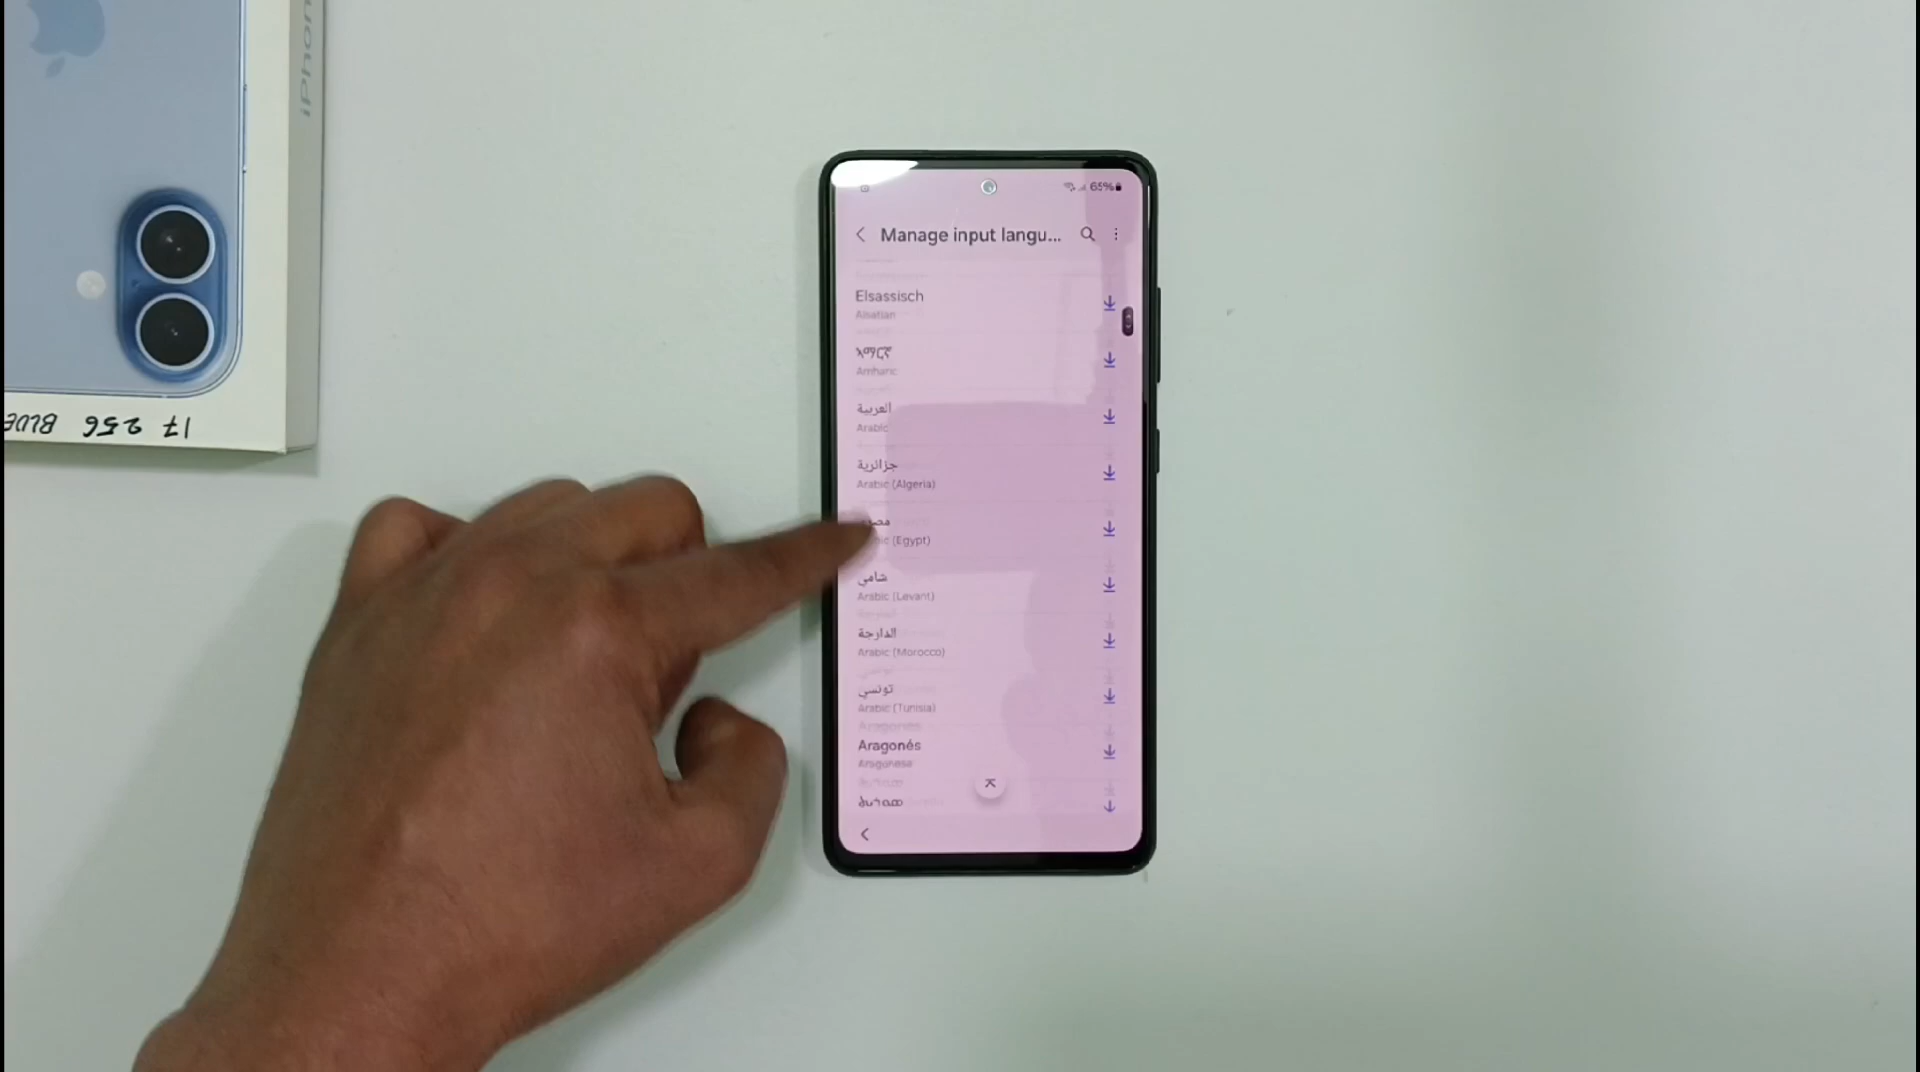 iPhon
17 256 BLUE
65%
Manage input langu...
Elsassisch
Alsatian
አማርኛ
Amharic
العربية
Arabic
جزائرية
Arabic (Algeria)
(Egypt)
شامي
Arabic (Levant)
الدارجة
Arabic (Morocco)
تونسي
Arabic (Tunisia)
Aragonés
Aragonese